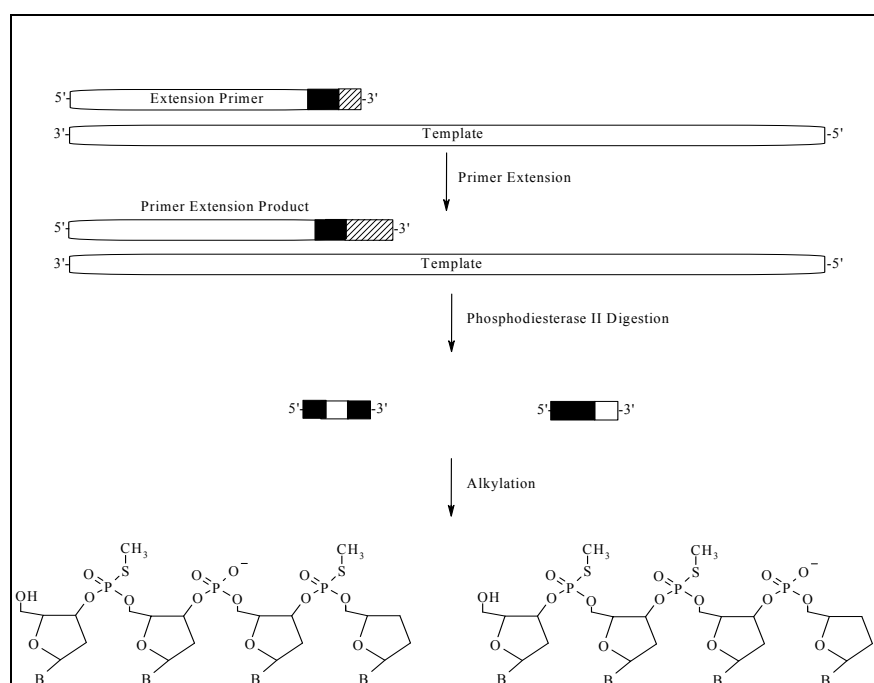 5'- Extension Primer -3'
3'- Template -5'
Primer Extension
Primer Extension Product
5'- -3'
3'- Template -5'
Phosphodiesterase II Digestion
5'- -3' 5'- -3'
Alkylation
CH3 CH3 CH3 CH3
O S O O− O S O S O S O O−
P P P P P P
OH O O O O O O OH O O O O O O
O O O O O O O O
B B B B B B B B